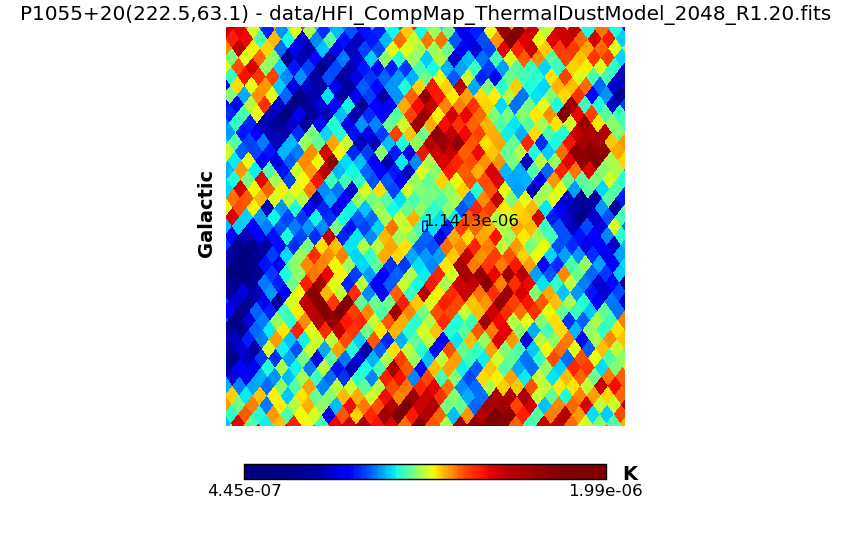 P1055+20(222.5,63.1) - data/HFI_CompMap_ThermalDustModel_2048_R1.20.fits
Galactic
1.1413e-06
K
4.45e-07 1.99e-06